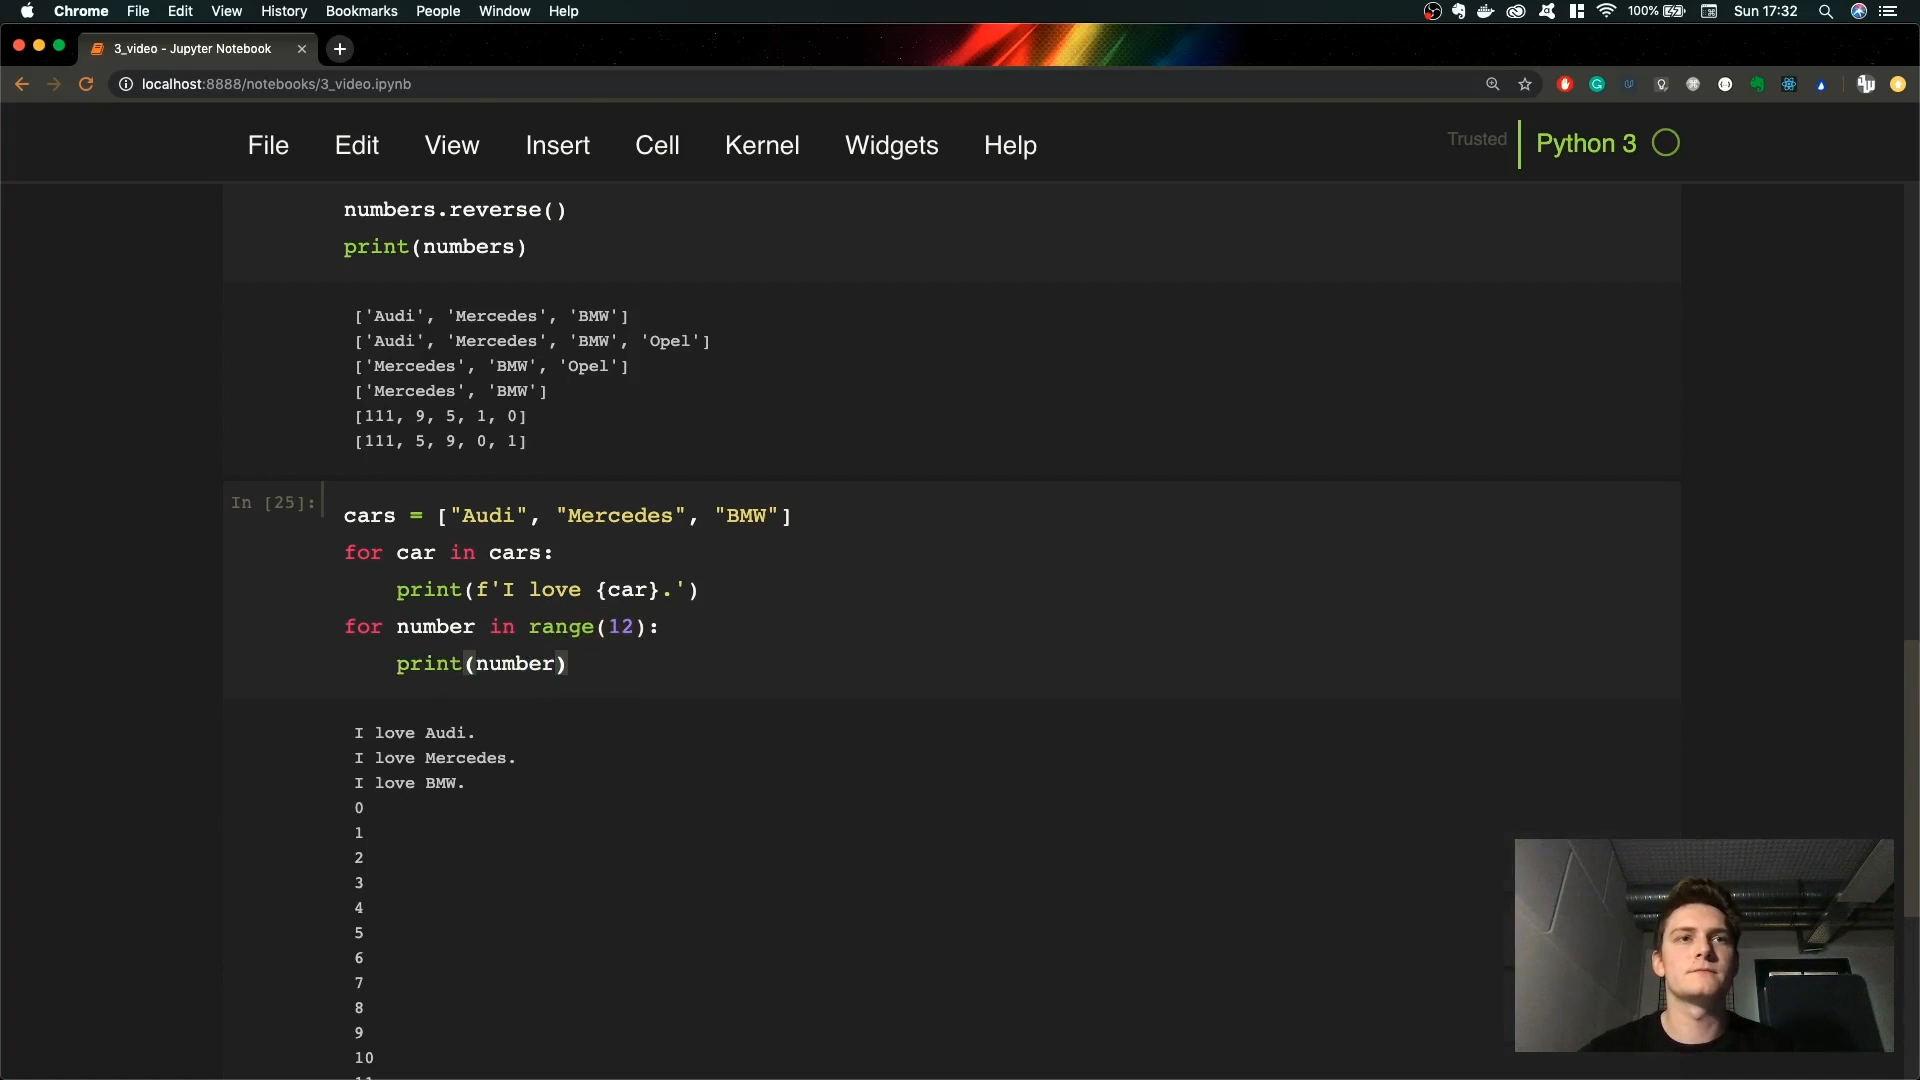 Chrome File Edit View History Bookmarks People Window Help
100% Sun 17:32
3_video - Jupyter Notebook
localhost:8888/notebooks/3_video.ipynb
File Edit View Insert Cell Kernel Widgets Help
Trusted Python 3
numbers.reverse()
print(numbers)
['Audi', 'Mercedes', 'BMW']
['Audi', 'Mercedes', 'BMW', 'Opel']
['Mercedes', 'BMW', 'Opel']
['Mercedes', 'BMW']
[111, 9, 5, 1, 0]
[111, 5, 9, 0, 1]
In [25]:
cars = ["Audi", "Mercedes", "BMW"]
for car in cars:
    print(f'I love {car}.')
for number in range(12):
    print(number)
I love Audi.
I love Mercedes.
I love BMW.
0
1
2
3
4
5
6
7
8
9
10